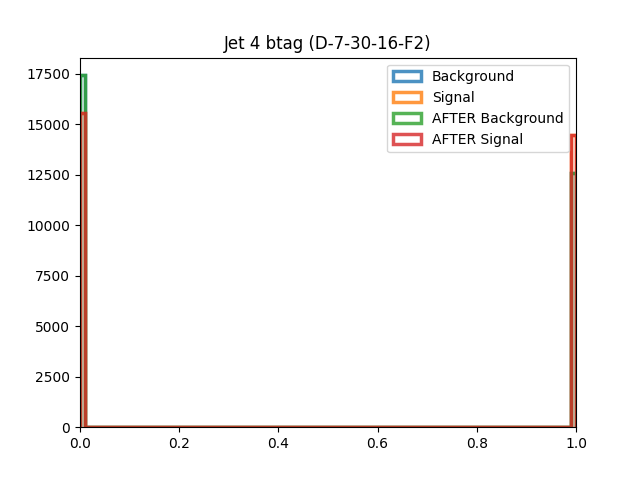 Jet 4 btag (D-7-30-16-F2)
17500
15000
12500
10000
7500
5000
2500
0
0.0 0.2 0.4 0.6 0.8 1.0
Background
Signal
AFTER Background
AFTER Signal